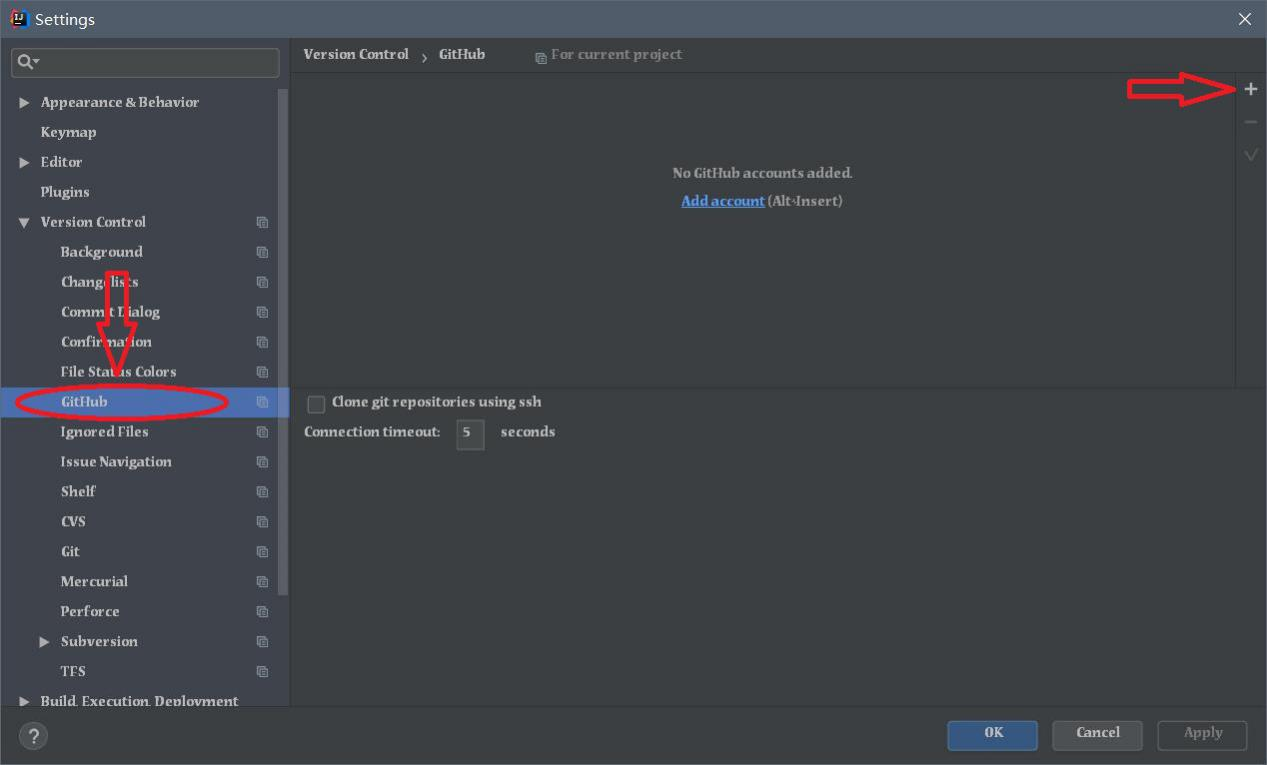 Settings
Version Control › GitHub For current project
Appearance & Behavior
Keymap
Editor
Plugins
Version Control
Background
Changelists
Commit Dialog
Confirmation
File Status Colors
GitHub
Ignored Files
Issue Navigation
Shelf
CVS
Git
Mercurial
Perforce
Subversion
TFS
Build, Execution, Deployment
No GitHub accounts added.
Add account (Alt+Insert)
Clone git repositories using ssh
Connection timeout: 5 seconds
?
OK Cancel Apply